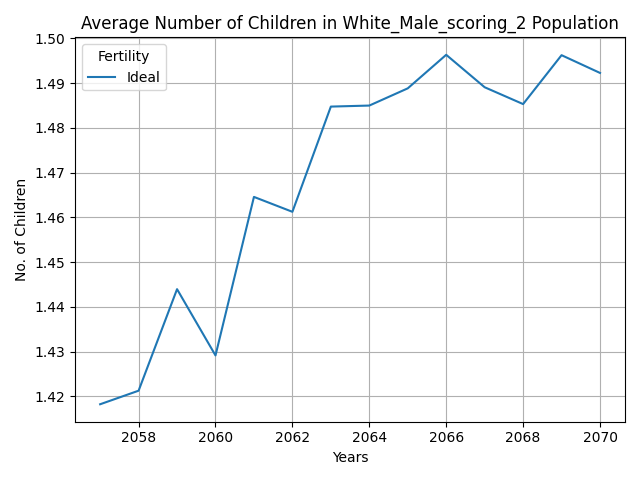 Average Number of Children in White_Male_scoring_2 Population
Fertility
Ideal
No. of Children
1.50
1.49
1.48
1.47
1.46
1.45
1.44
1.43
1.42
2058 2060 2062 2064 2066 2068 2070
Years